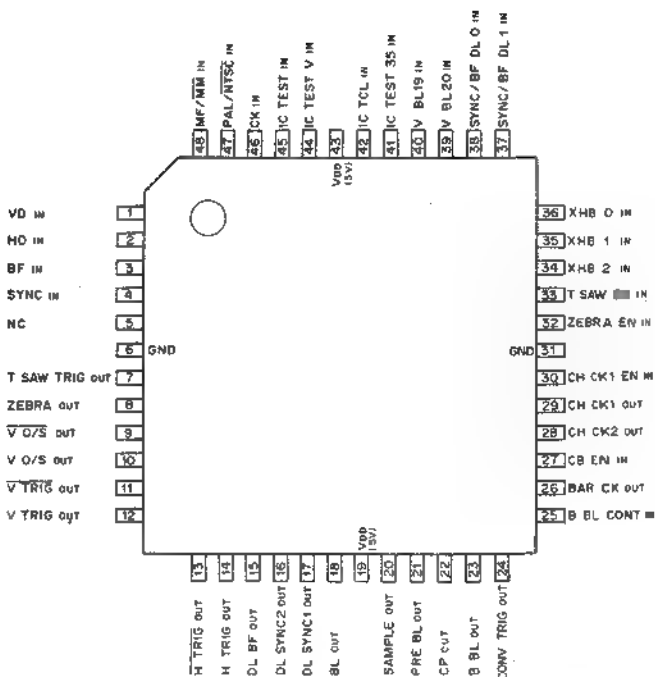 MF/MM IN
PAL/NTSC IN
CK IN
IC TEST IN
IC TEST V IN
IC TCL IN
IC TEST 35 IN
V BL19 IN
V BL20 IN
SYNC/BF DL 0 IN
SYNC/BF DL 1 IN
48
47
46
45
44
43
42
41
40
39
38
37
VDD
(5V)
VD IN 1
HD IN 2
BF IN 3
SYNC IN 4
NC 5
6 GND
T SAW TRIG OUT 7
ZEBRA OUT 8
V O/S OUT 9
V O/S OUT 10
V TRIG OUT 11
V TRIG OUT 12
36 XHB 0 IN
35 XHB 1 IN
34 XHB 2 IN
33 T SAW IN
32 ZEBRA EN IN
GND 31
30 CH CK1 EN IN
29 CH CK1 OUT
28 CH CK2 OUT
27 CB EN IN
26 BAR CK OUT
25 B BL CONT IN
VDD
(5V)
13
14
15
16
17
18
19
20
21
22
23
24
H TRIG OUT
H TRIG OUT
DL BF OUT
DL SYNC2 OUT
DL SYNC1 OUT
BL OUT
SAMPLE OUT
PRE BL OUT
CP OUT
B BL OUT
CONV TRIG OUT